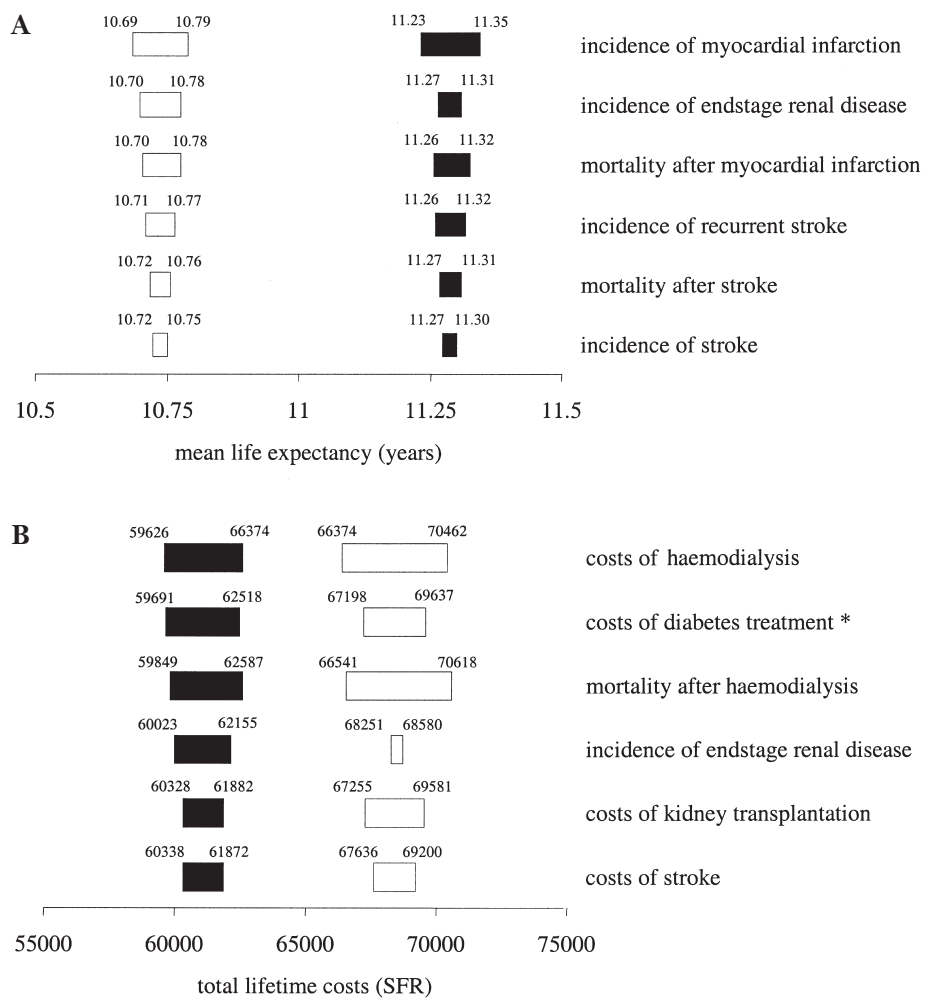 A
10.69 10.79 11.23 11.35
incidence of myocardial infarction
10.70 10.78 11.27 11.31
incidence of endstage renal disease
10.70 10.78 11.26 11.32
mortality after myocardial infarction
10.71 10.77 11.26 11.32
incidence of recurrent stroke
10.72 10.76 11.27 11.31
mortality after stroke
10.72 10.75 11.27 11.30
incidence of stroke
10.5 10.75 11 11.25 11.5
mean life expectancy (years)
B
59626 66374 66374 70462
costs of haemodialysis
59691 62518 67198 69637
costs of diabetes treatment *
59849 62587 66541 70618
mortality after haemodialysis
60023 62155 68251 68580
incidence of endstage renal disease
60328 61882 67255 69581
costs of kidney transplantation
60338 61872 67636 69200
costs of stroke
55000 60000 65000 70000 75000
total lifetime costs (SFR)